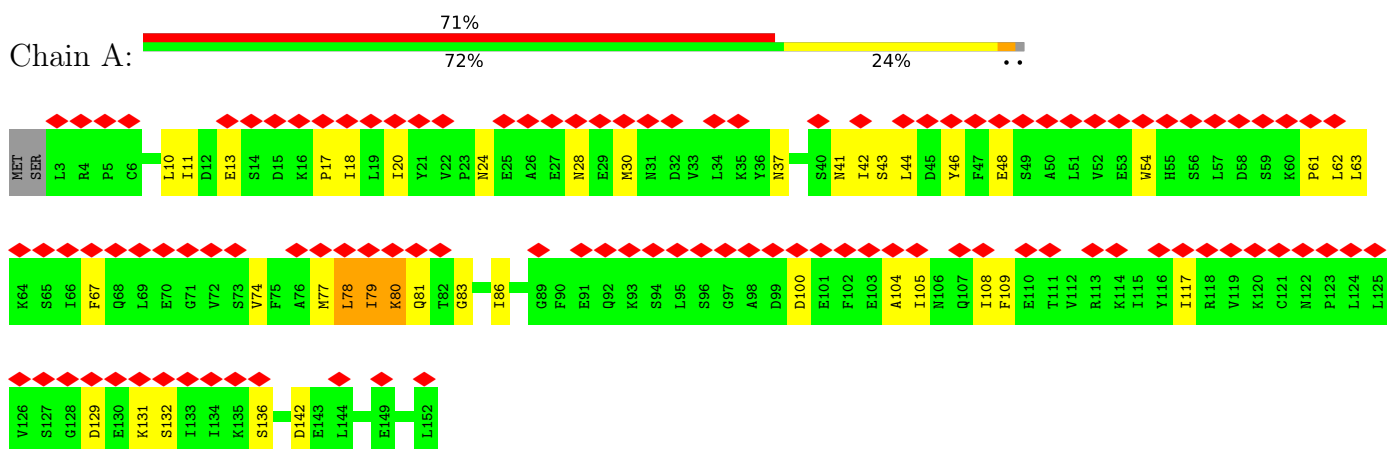 71%
Chain A:
72% 24% • •
MET SER L3 R4 P5 C6 L10 I11 D12 E13 S14 D15 K16 P17 I18 L19 I20 Y21 V22 P23 N24 E25 A26 E27 N28 E29 M30 N31 D32 V33 L34 K35 Y36 N37 S40 N41 I42 S43 L44 D45 Y46 F47 E48 S49 A50 L51 V52 E53 W54 H55 S56 L57 D58 S59 K60 P61 L62 L63
K64 S65 I66 F67 Q68 L69 E70 G71 V72 S73 V74 F75 A76 M77 L78 I79 K80 Q81 T82 G83 I86 G89 F90 E91 Q92 K93 S94 L95 S96 G97 A98 D99 D100 E101 F102 E103 A104 I105 N106 Q107 I108 F109 E110 T111 V112 R113 K114 I115 Y116 I117 R118 V119 K120 C121 N122 P123 L124 L125
V126 S127 G128 D129 E130 K131 S132 I133 I134 K135 S136 D142 E143 L144 E149 L152